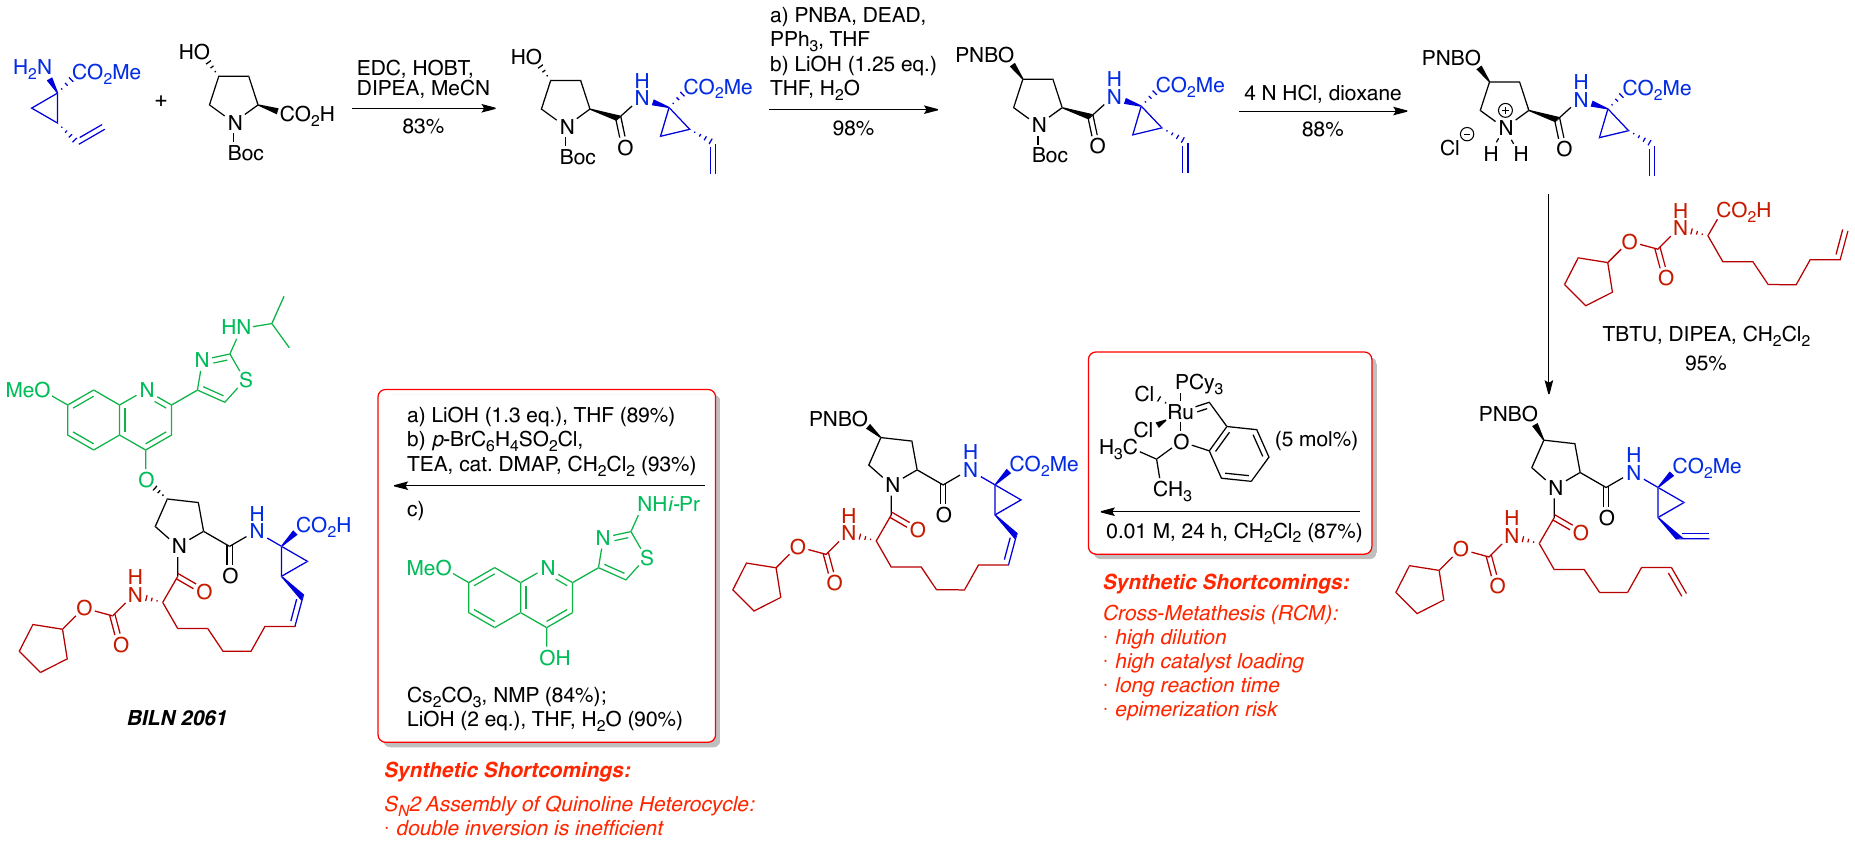 H₂N
CO₂Me
+
HO
CO₂H
N
Boc
EDC, HOBT,
DIPEA, MeCN
83%
HO
H
N
CO₂Me
N
O
Boc
a) PNBA, DEAD,
PPh₃, THF
b) LiOH (1.25 eq.)
THF, H₂O
98%
PNBO
H
N
CO₂Me
N
O
Boc
4 N HCl, dioxane
88%
PNBO
H
N
CO₂Me
N
⊕
Cl⊖
H H
O
H
N
CO₂H
O
O
TBTU, DIPEA, CH₂Cl₂
95%
PNBO
H
N
CO₂Me
N
O
H
N
O
O
O
PCy₃
Cl
Ru
Cl
O
H₃C
CH₃
(5 mol%)
0.01 M, 24 h, CH₂Cl₂ (87%)
Synthetic Shortcomings:
Cross-Metathesis (RCM):
· high dilution
· high catalyst loading
· long reaction time
· epimerization risk
PNBO
H
N
CO₂Me
N
O
H
N
O
O
O
a) LiOH (1.3 eq.), THF (89%)
b) p-BrC₆H₄SO₂Cl,
TEA, cat. DMAP, CH₂Cl₂ (93%)
c)
NHi-Pr
N
S
MeO
N
OH
Cs₂CO₃, NMP (84%);
LiOH (2 eq.), THF, H₂O (90%)
Synthetic Shortcomings:
SN2 Assembly of Quinoline Heterocycle:
· double inversion is inefficient
HN
N
S
MeO
N
O
H
N
CO₂H
N
O
H
N
O
O
O
BILN 2061